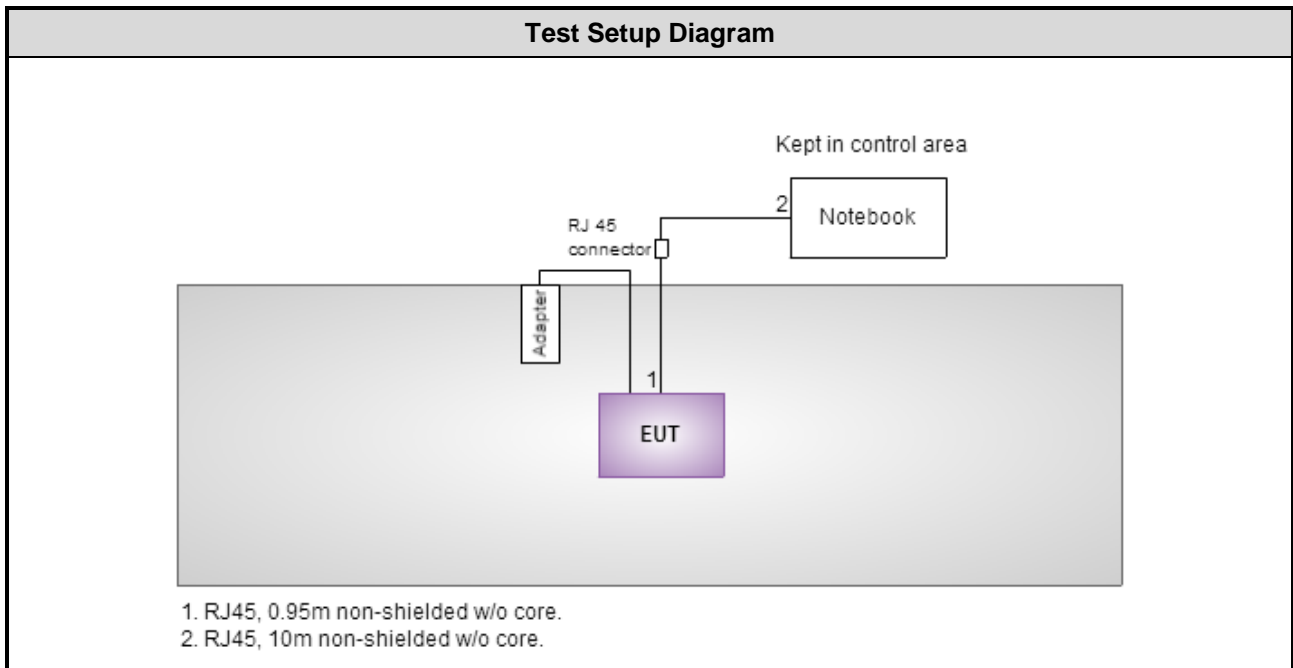 Test Setup Diagram
Kept in control area
2
Notebook
RJ 45
connector
Adapter
1
EUT
1. RJ45, 0.95m non-shielded w/o core.
2. RJ45, 10m non-shielded w/o core.